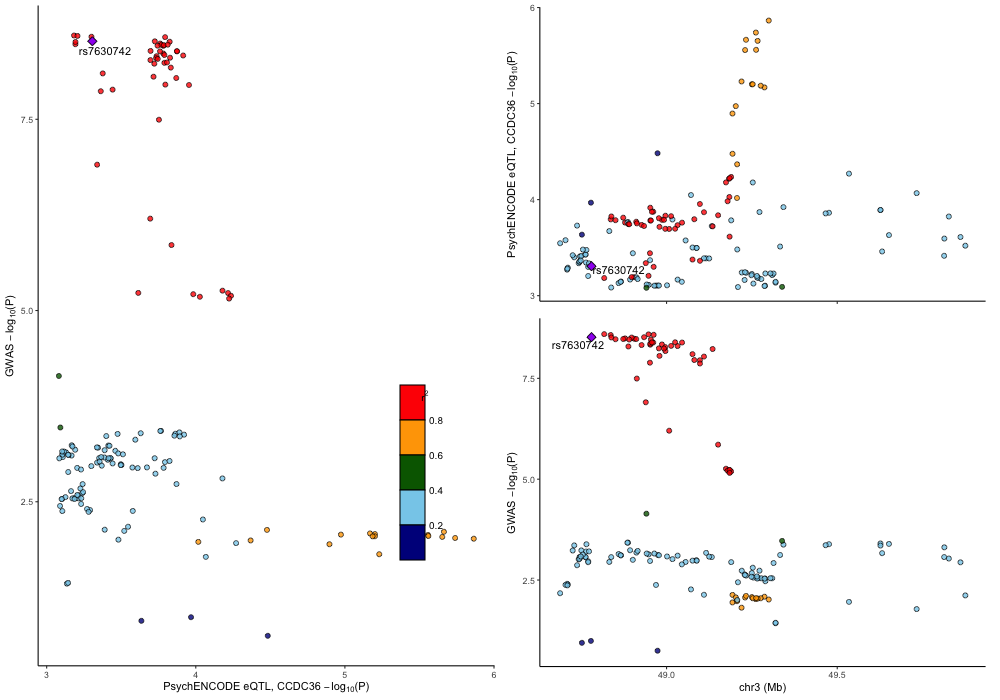 GWAS −log10(P)
7.5
5.0
2.5
rs7630742
r2
0.8
0.6
0.4
0.2
3
4
5
6
PsychENCODE eQTL, CCDC36 −log10(P)
PsychENCODE eQTL, CCDC36 −log10(P)
6
5
4
3
rs7630742
GWAS −log10(P)
7.5
5.0
2.5
rs7630742
49.0
49.5
chr3 (Mb)